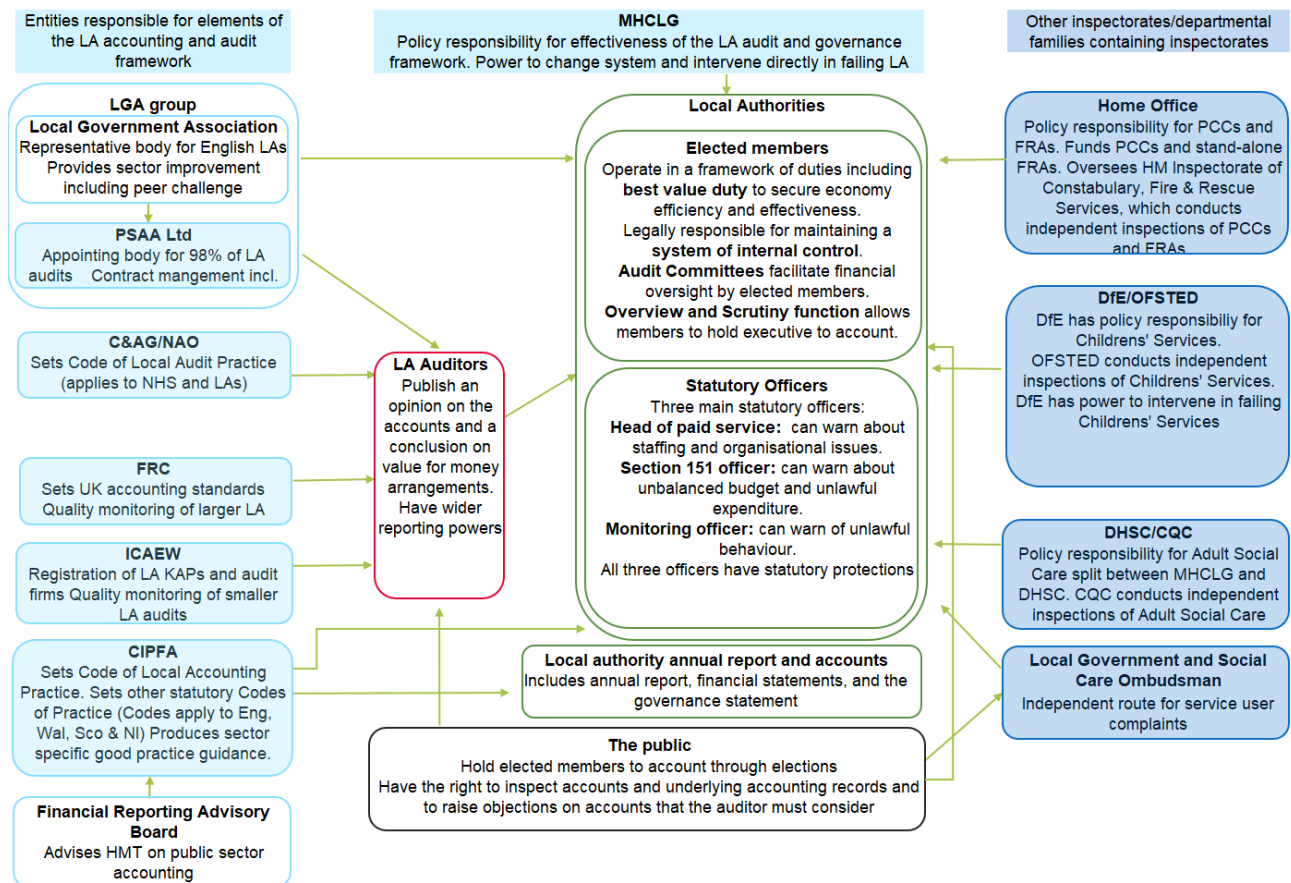 Entities responsible for elements of
the LA accounting and audit
framework
MHCLG
Policy responsibility for effectiveness of the LA audit and governance
framework. Power to change system and intervene directly in failing LA
Other inspectorates/departmental
families containing inspectorates
LGA group
Local Government Association
Representative body for English LAs
Provides sector improvement
including peer challenge
PSAA Ltd
Appointing body for 98% of LA
audits    Contract mangement incl.
C&AG/NAO
Sets Code of Local Audit Practice
(applies to NHS and LAs)
FRC
Sets UK accounting standards
Quality monitoring of larger LA
ICAEW
Registration of LA KAPs and audit
firms Quality monitoring of smaller
LA audits
CIPFA
Sets Code of Local Accounting
Practice. Sets other statutory Codes
of Practice (Codes apply to Eng,
Wal, Sco & NI) Produces sector
specific good practice guidance.
Financial Reporting Advisory
Board
Advises HMT on public sector
accounting
LA Auditors
Publish an
opinion on the
accounts and a
conclusion on
value for money
arrangements.
Have wider
reporting powers
Local Authorities
Elected members
Operate in a framework of duties including
best value duty to secure economy
efficiency and effectiveness.
Legally responsible for maintaining a
system of internal control.
Audit Committees facilitate financial
oversight by elected members.
Overview and Scrutiny function allows
members to hold executive to account.
Statutory Officers
Three main statutory officers:
Head of paid service:  can warn about
staffing and organisational issues.
Section 151 officer: can warn about
unbalanced budget and unlawful
expenditure.
Monitoring officer: can warn of unlawful
behaviour.
All three officers have statutory protections
Local authority annual report and accounts
Includes annual report, financial statements, and the
governance statement
The public
Hold elected members to account through elections
Have the right to inspect accounts and underlying accounting records and
to raise objections on accounts that the auditor must consider
Home Office
Policy responsibility for PCCs and
FRAs. Funds PCCs and stand-alone
FRAs. Oversees HM Inspectorate of
Constabulary, Fire & Rescue
Services, which conducts
independent inspections of PCCs
and FRAs
DfE/OFSTED
DfE has policy responsibiliy for
Childrens' Services.
OFSTED conducts independent
inspections of Childrens' Services.
DfE has power to intervene in failing
Childrens' Services
DHSC/CQC
Policy responsibility for Adult Social
Care split between MHCLG and
DHSC. CQC conducts independent
inspections of Adult Social Care
Local Government and Social
Care Ombudsman
Independent route for service user
complaints